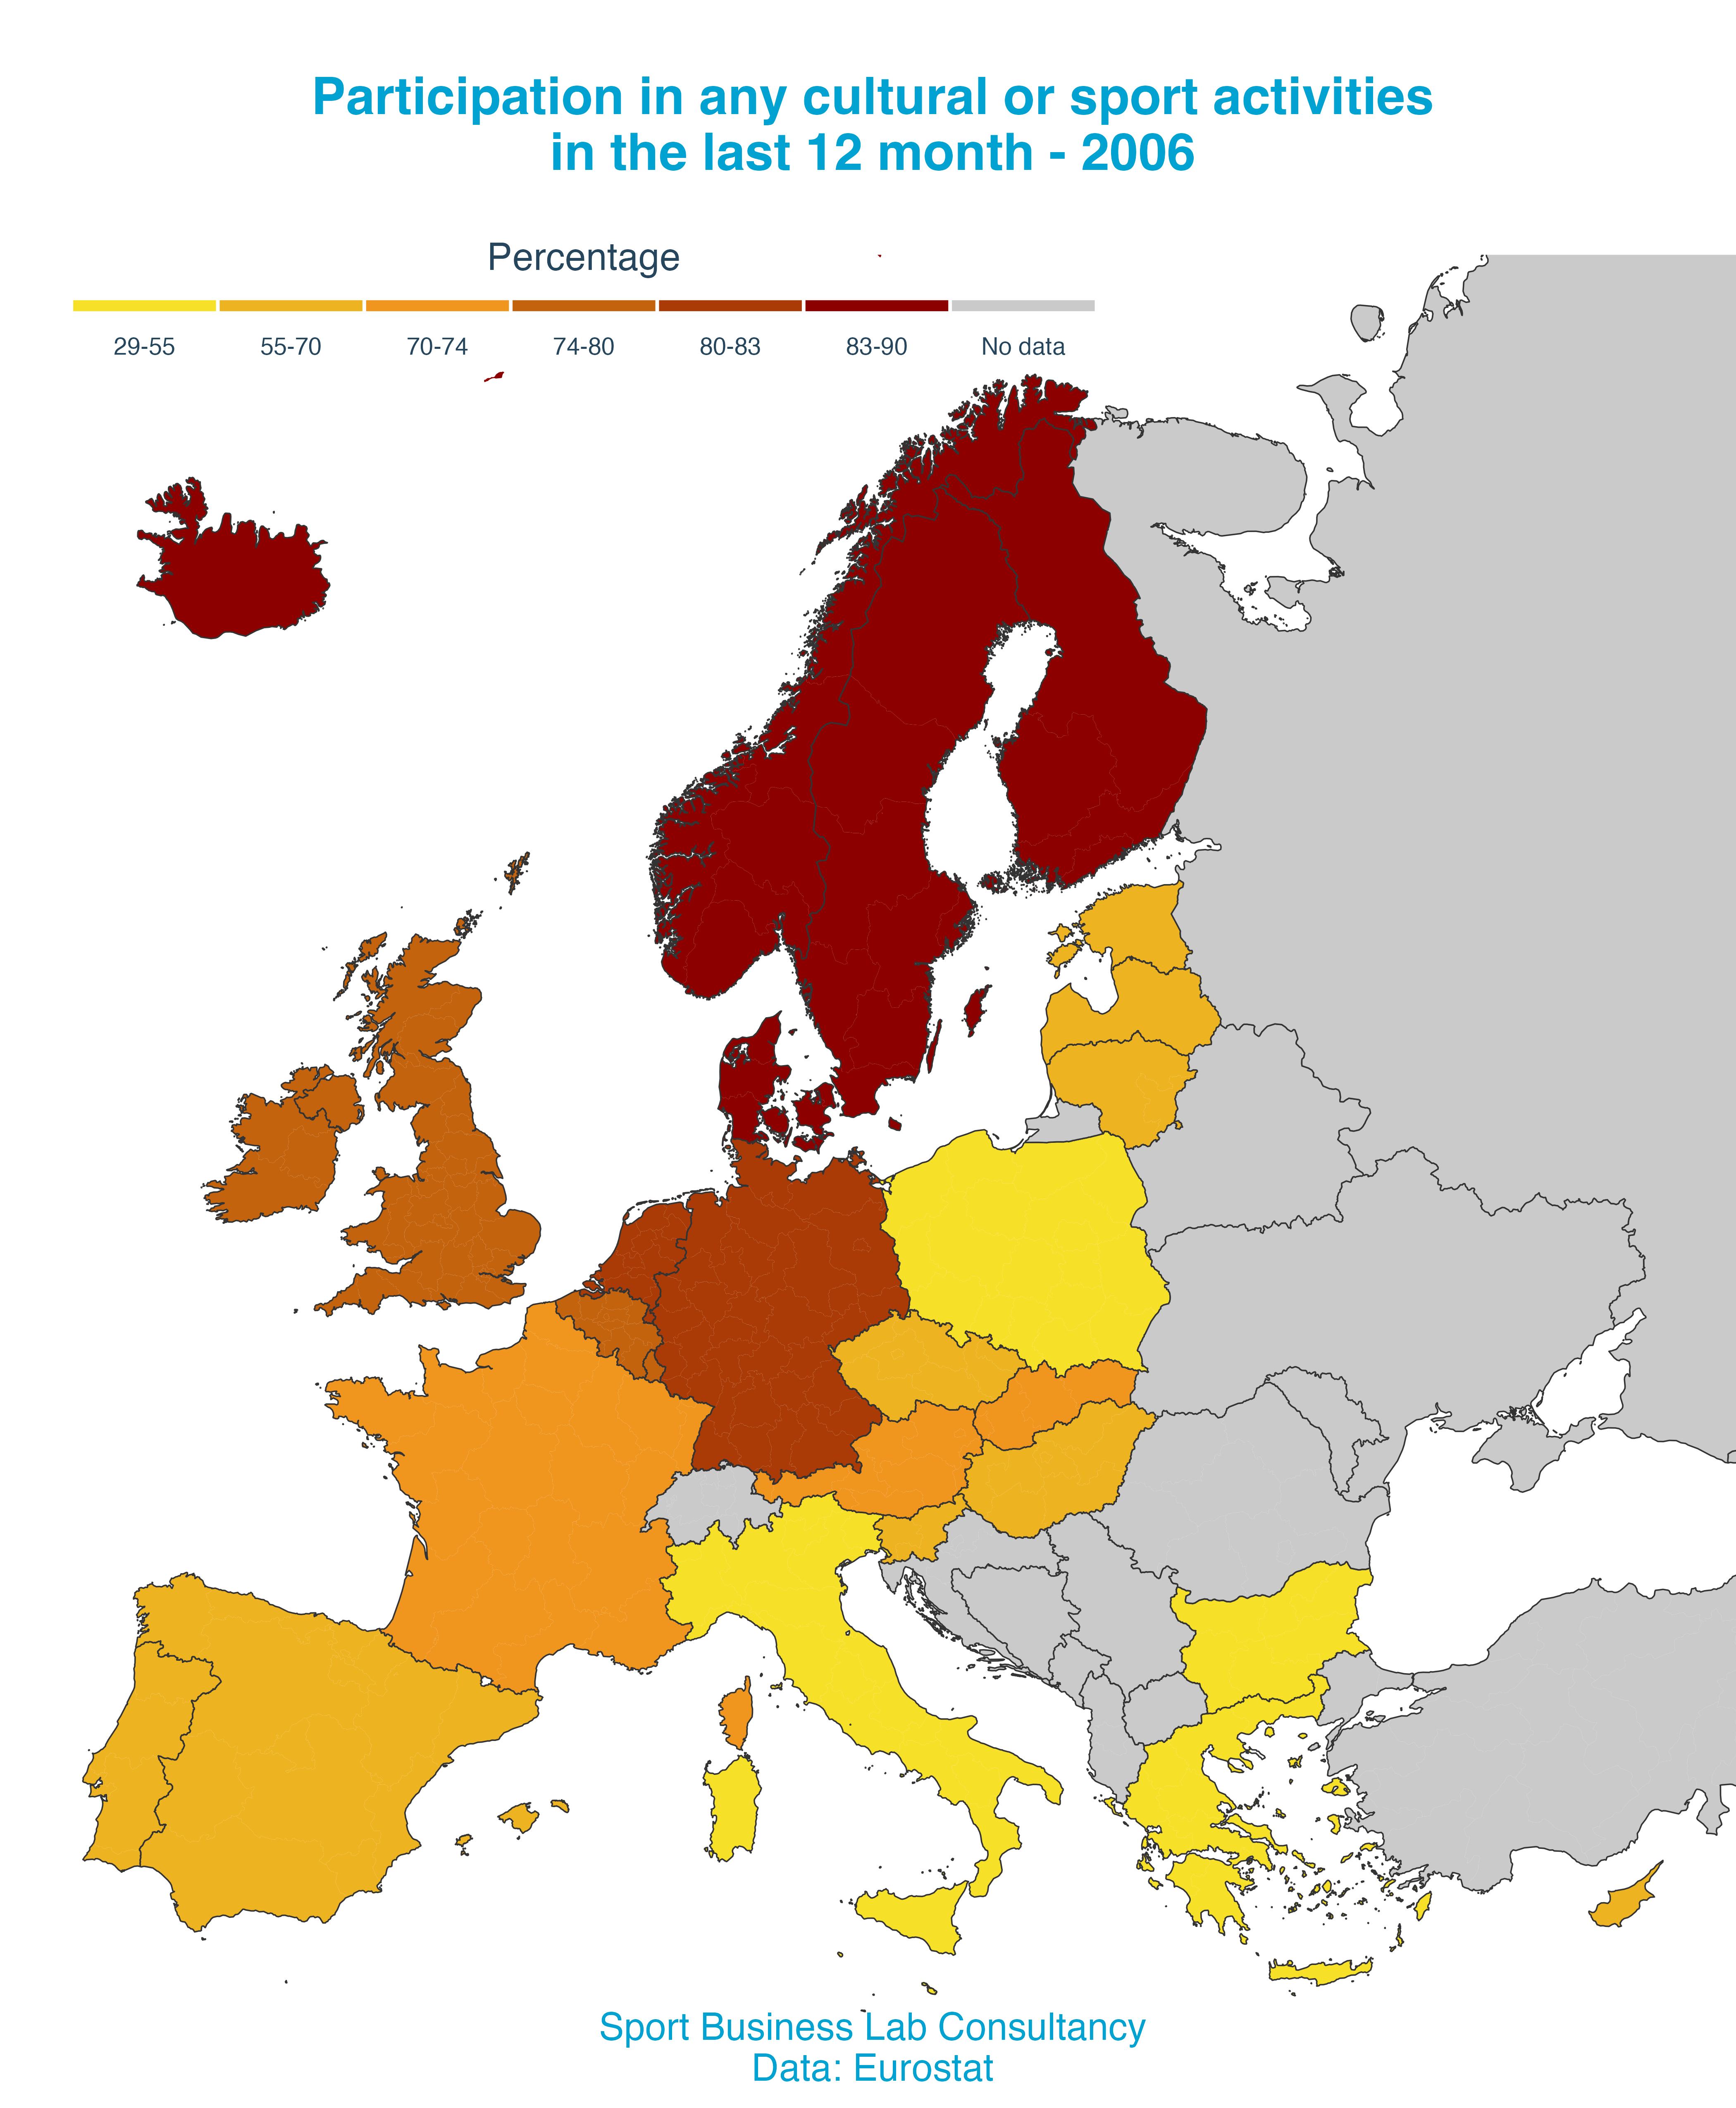 Participation in any cultural or sport activities
in the last 12 month - 2006
Percentage
29-55 55-70 70-74 74-80 80-83 83-90 No data
Sport Business Lab Consultancy
Data: Eurostat